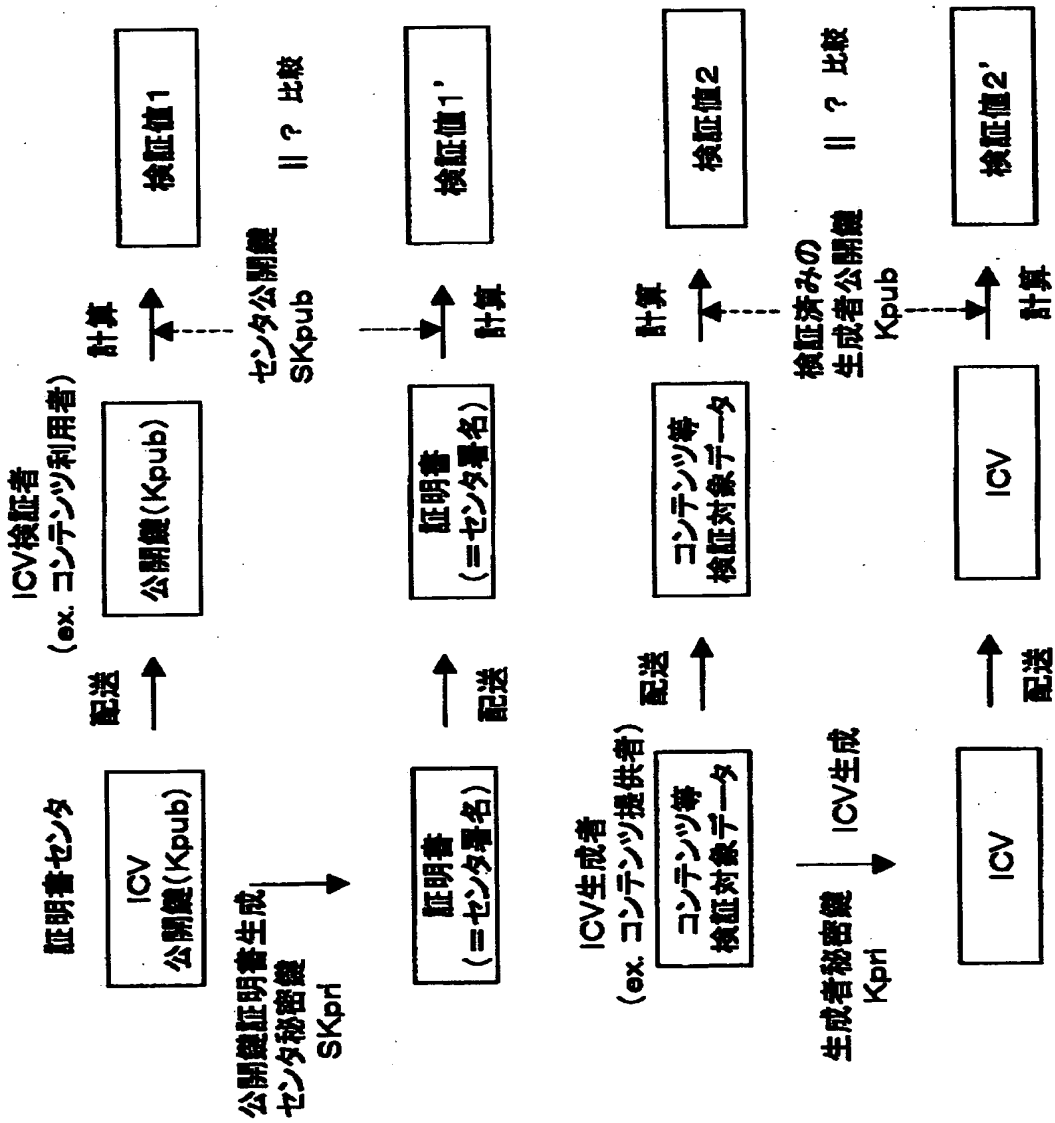 証明書センタ
ICV
公開鍵(Kpub)
配送
ICV検証者
(ex. コンテンツ利用者)
公開鍵(Kpub)
計算
検証値1
公開鍵証明書生成
センタ秘密鍵
SKpri
センタ公開鍵
SKpub
|| ? 比較
証明書
(=センタ署名)
配送
証明書
(=センタ署名)
計算
検証値1'
ICV生成者
(ex. コンテンツ提供者)
コンテンツ等
検証対象データ
配送
コンテンツ等
検証対象データ
計算
検証値2
生成者秘密鍵
Kpri
ICV生成
検証済みの
生成者公開鍵
Kpub
|| ? 比較
ICV
配送
ICV
計算
検証値2'